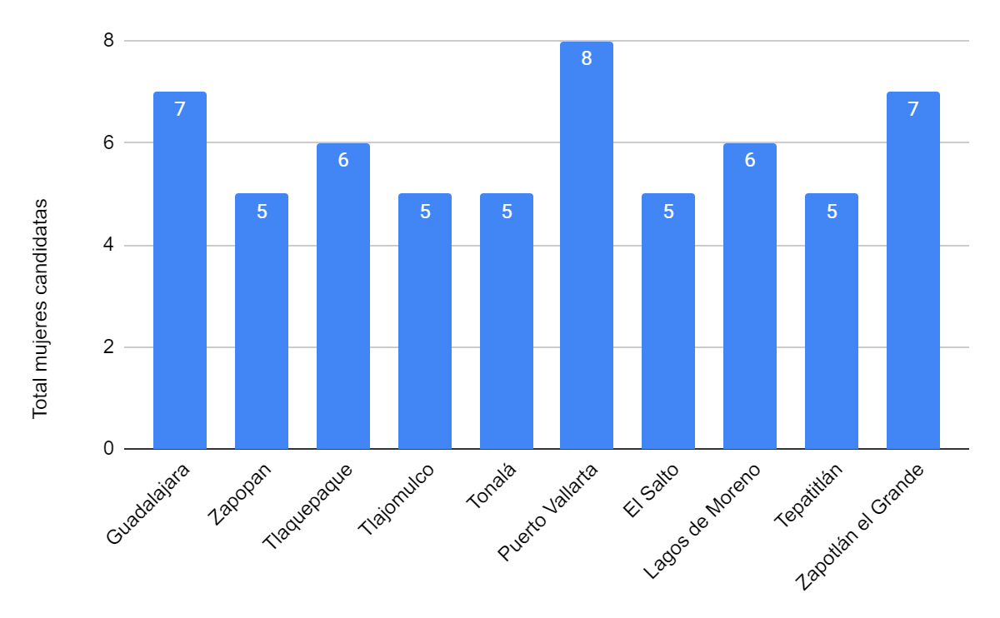 Total mujeres candidatas
8
6
4
2
0
7
5
6
5
5
8
5
6
5
7
Guadalajara
Zapopan
Tlaquepaque
Tlajomulco
Tonalá
Puerto Vallarta
El Salto
Lagos de Moreno
Tepatitlán
Zapotlán el Grande